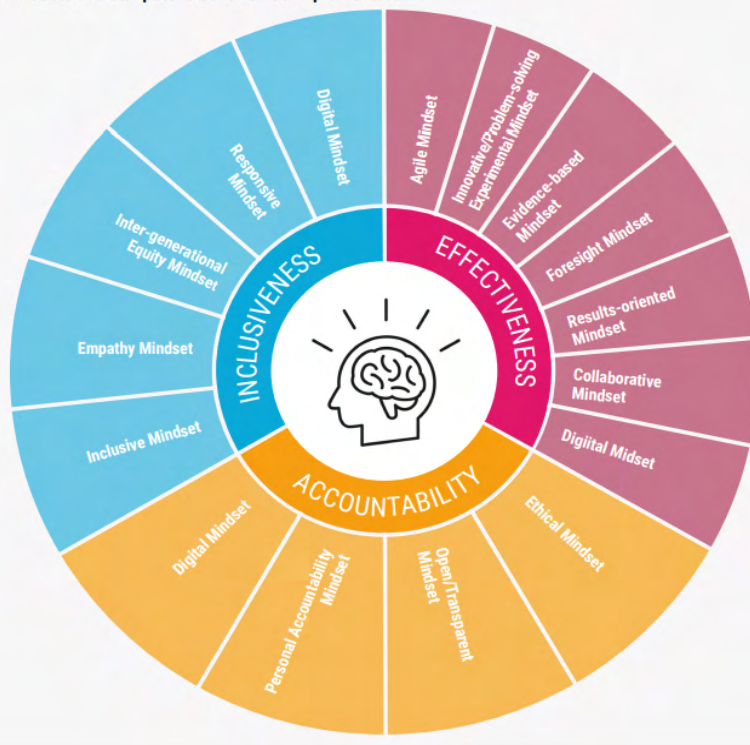 INCLUSIVENESS
EFFECTIVENESS
ACCOUNTABILITY
Agile Mindset
Innovative/Problem-solving
Experimental Mindset
Evidence-based
Mindset
Foresight Mindset
Results-oriented
Mindset
Collaborative
Mindset
Digiital Midset
Ethical Mindset
Open/Transparent
Mindset
Personal Accountability
Mindset
Digital Mindset
Inclusive Mindset
Empathy Mindset
Inter-generational
Equity Mindset
Responsive
Mindset
Digital Mindset